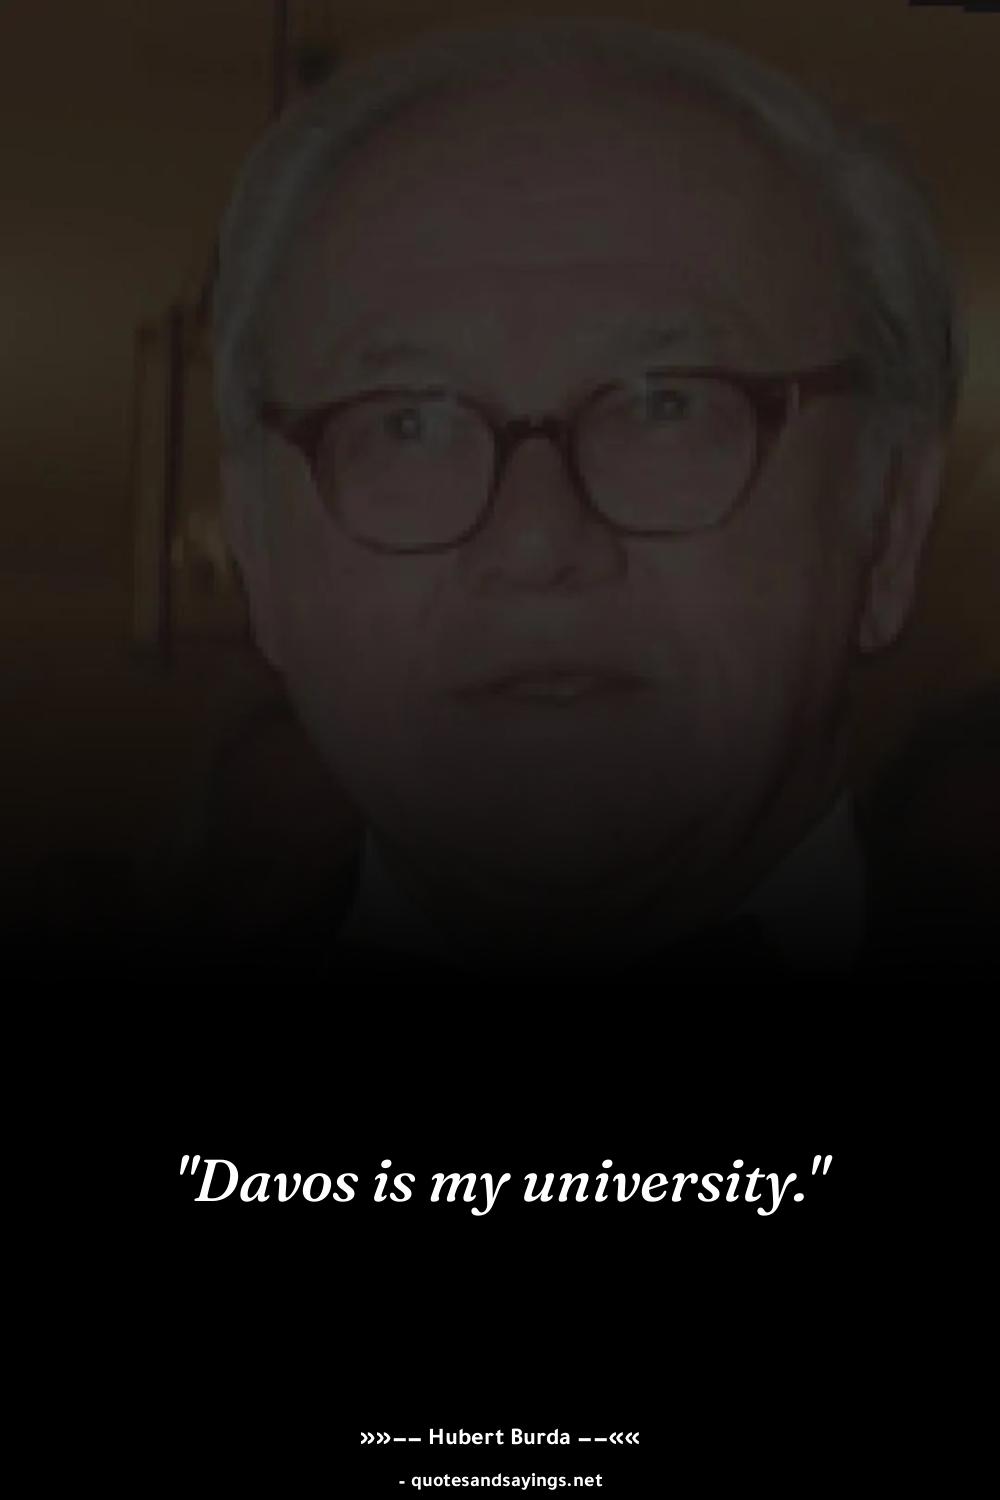 "Davos is my university."
»»−− Hubert Burda −−««
- quotesandsayings.net